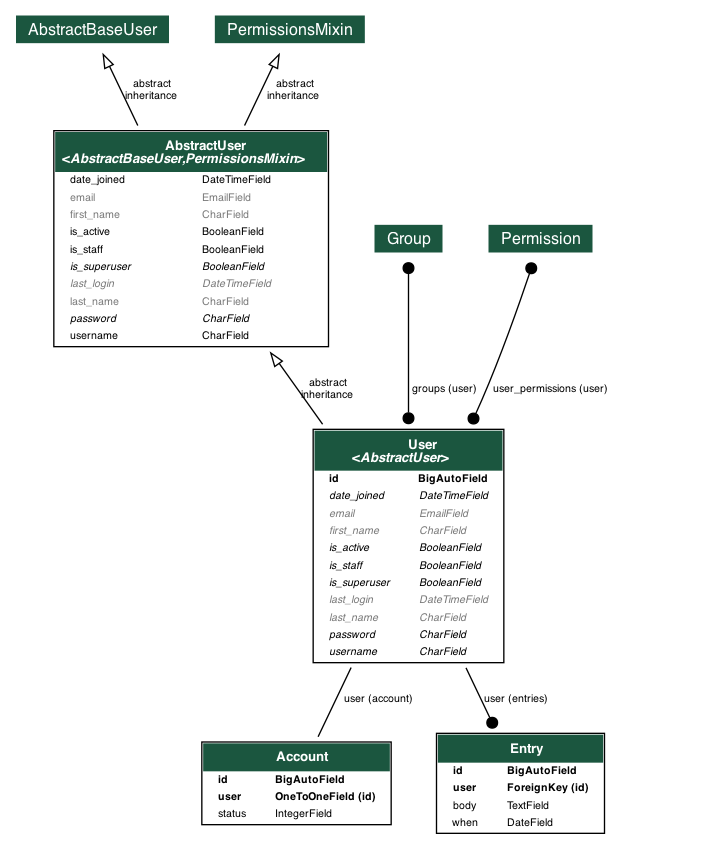 AbstractBaseUser
PermissionsMixin
abstract
inheritance
abstract
inheritance
AbstractUser
<AbstractBaseUser,PermissionsMixin>
date_joined DateTimeField
email EmailField
first_name CharField
is_active BooleanField
is_staff BooleanField
is_superuser BooleanField
last_login DateTimeField
last_name CharField
password CharField
username CharField
Group
Permission
abstract
inheritance
groups (user)
user_permissions (user)
User
<AbstractUser>
id BigAutoField
date_joined DateTimeField
email EmailField
first_name CharField
is_active BooleanField
is_staff BooleanField
is_superuser BooleanField
last_login DateTimeField
last_name CharField
password CharField
username CharField
user (account)
user (entries)
Account
id BigAutoField
user OneToOneField (id)
status IntegerField
Entry
id BigAutoField
user ForeignKey (id)
body TextField
when DateField